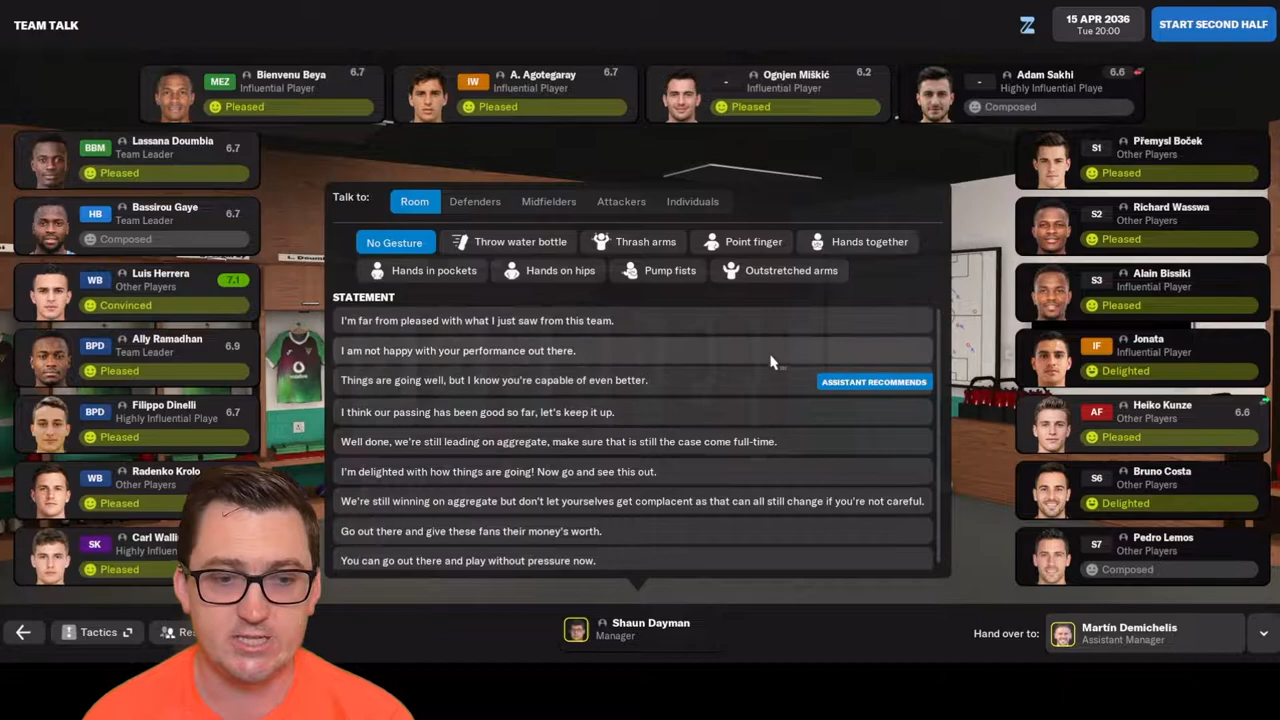 TEAM TALK
15 APR 2036
Tue 20:00
START SECOND HALF
MEZ Bienvenu Beya 6.7
Influential Player
Pleased
IW A. Agotegaray 6.7
Influential Player
Pleased
- Ognjen Miškić 6.2
Influential Player
Pleased
- Adam Sakhi 6.6
Highly Influential Playe
Composed
BBM Lassana Doumbia 6.7
Team Leader
Pleased
HB Bassirou Gaye 6.7
Team Leader
Composed
WB Luis Herrera 7.1
Other Players
Convinced
BPD Ally Ramadhan 6.9
Team Leader
Pleased
BPD Filippo Dinelli 6.7
Highly Influential Playe
Pleased
WB Radenko Krolo
Other Players
Pleased
SK Carl Walli
Highly Influen
Pleased
Talk to: Room Defenders Midfielders Attackers Individuals
No Gesture Throw water bottle Thrash arms Point finger Hands together
Hands in pockets Hands on hips Pump fists Outstretched arms
STATEMENT
I'm far from pleased with what I just saw from this team.
I am not happy with your performance out there.
Things are going well, but I know you're capable of even better. ASSISTANT RECOMMENDS
I think our passing has been good so far, let's keep it up.
Well done, we're still leading on aggregate, make sure that is still the case come full-time.
I'm delighted with how things are going! Now go and see this out.
We're still winning on aggregate but don't let yourselves get complacent as that can all still change if you're not careful.
Go out there and give these fans their money's worth.
You can go out there and play without pressure now.
S1 Přemysl Boček
Other Players
Pleased
S2 Richard Wasswa
Other Players
Pleased
S3 Alain Bissiki
Influential Player
Pleased
IF Jonata
Influential Player
Delighted
AF Heiko Kunze 6.6
Influential Player
Pleased
S6 Bruno Costa
Other Players
Delighted
S7 Pedro Lemos
Other Players
Composed
Tactics
Res
Shaun Dayman
Manager
Hand over to: Martín Demichelis
Assistant Manager
vodafone